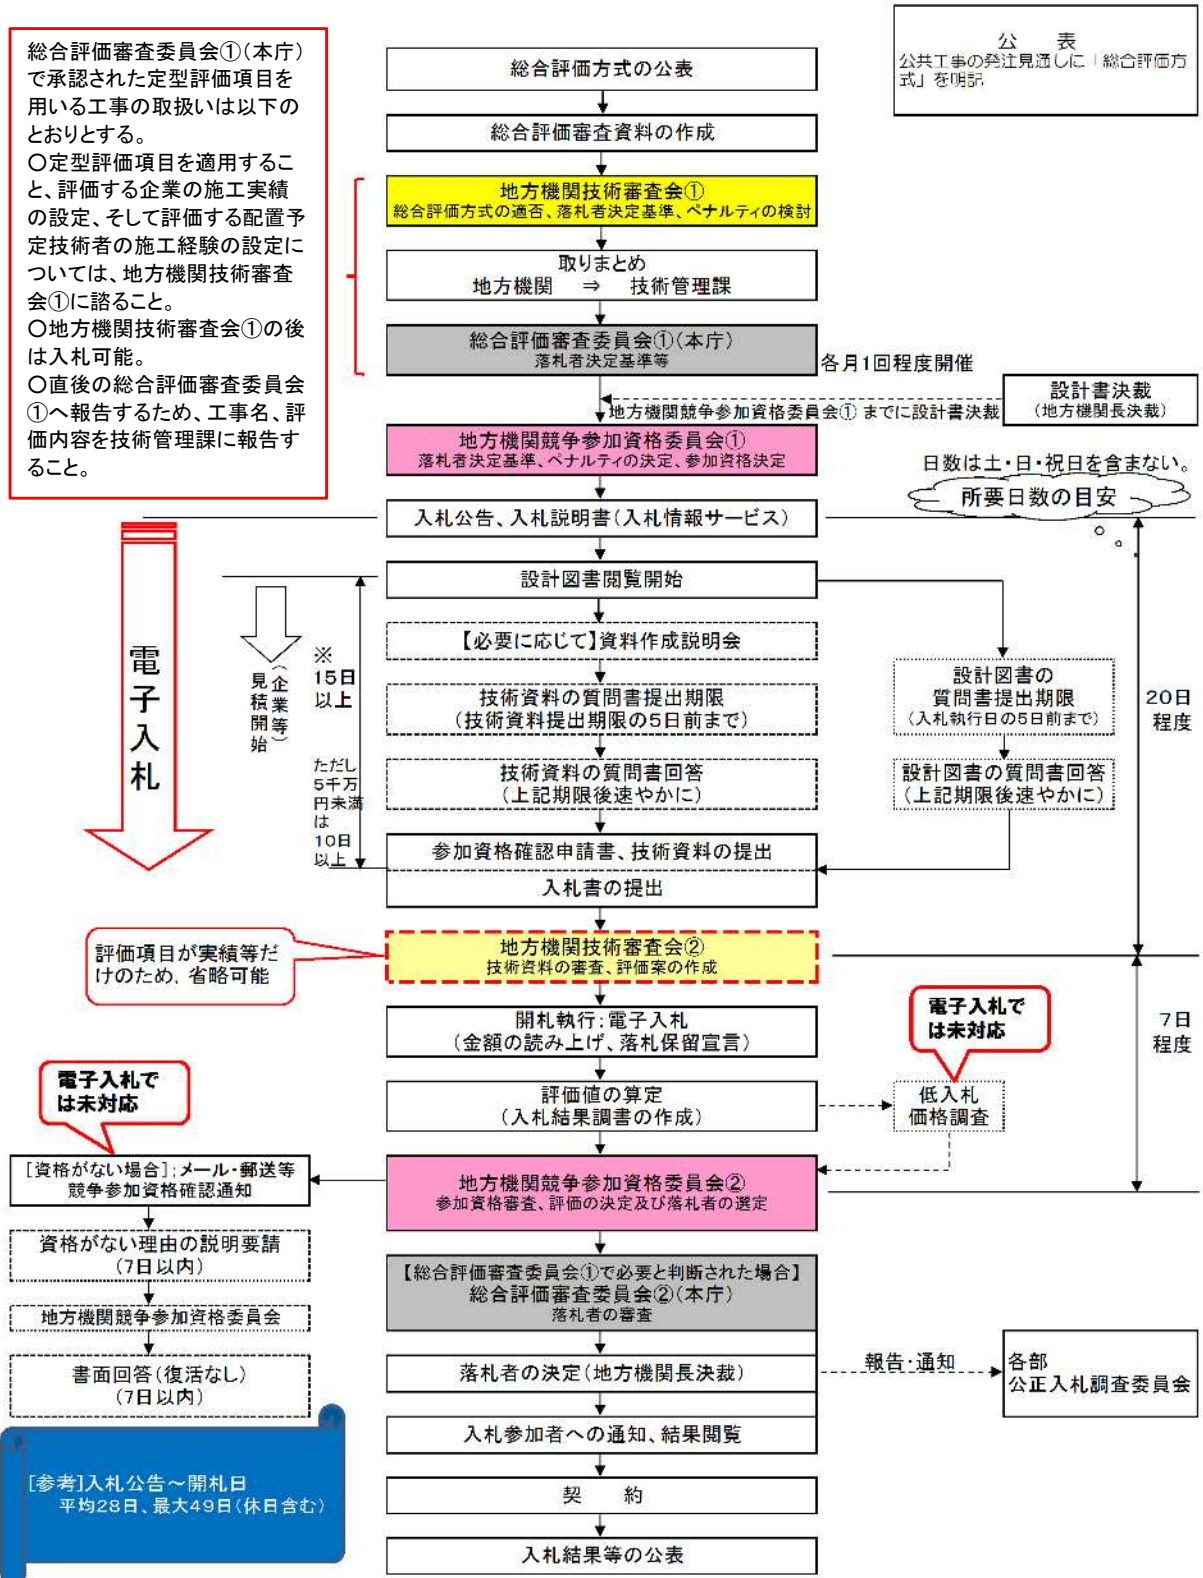 総合評価審査委員会①(本庁)
で承認された定型評価項目を
用いる工事の取扱いは以下の
とおりとする。
〇定型評価項目を適用するこ
と、評価する企業の施工実績
の設定、そして評価する配置予
定技術者の施工経験の設定に
ついては、地方機関技術審査
会①に諮ること。
〇地方機関技術審査会①の後
は入札可能。
〇直後の総合評価審査委員会
①へ報告するため、工事名、評
価内容を技術管理課に報告す
ること。
公　表
公共工事の発注見通しに「総合評価方
式」を明記
総合評価方式の公表
総合評価審査資料の作成
地方機関技術審査会①
総合評価方式の適否、落札者決定基準、ペナルティの検討
取りまとめ
地方機関　⇒　技術管理課
総合評価審査委員会①(本庁)
落札者決定基準等
各月1回程度開催
設計書決裁
(地方機関長決裁)
地方機関競争参加資格委員会① までに設計書決裁
地方機関競争参加資格委員会①
落札者決定基準、ペナルティの決定、参加資格決定
日数は土・日・祝日を含まない。
所要日数の目安
入札公告、入札説明書(入札情報サービス)
設計図書閲覧開始
電子入札
(企業等)
見積開始
※
15日
以上
ただし
5千万
円未満
は
10日
以上
【必要に応じて】資料作成説明会
技術資料の質問書提出期限
(技術資料提出期限の5日前まで)
技術資料の質問書回答
(上記期限後速やかに)
設計図書の
質問書提出期限
(入札執行日の5日前まで)
設計図書の質問書回答
(上記期限後速やかに)
20日
程度
参加資格確認申請書、技術資料の提出
入札書の提出
評価項目が実績等だ
けのため、省略可能
地方機関技術審査会②
技術資料の審査、評価案の作成
開札執行:電子入札
(金額の読み上げ、落札保留宣言)
電子入札で
は未対応
7日
程度
評価値の算定
(入札結果調書の作成)
低入札
価格調査
電子入札で
は未対応
[資格がない場合]:メール・郵送等
競争参加資格確認通知
地方機関競争参加資格委員会②
参加資格審査、評価の決定及び落札者の選定
資格がない理由の説明要請
(7日以内)
地方機関競争参加資格委員会
書面回答(復活なし)
(7日以内)
【総合評価審査委員会①で必要と判断された場合】
総合評価審査委員会②(本庁)
落札者の審査
落札者の決定(地方機関長決裁)
報告・通知
各部
公正入札調査委員会
入札参加者への通知、結果閲覧
[参考]入札公告～開札日
平均28日、最大49日(休日含む)
契　約
入札結果等の公表